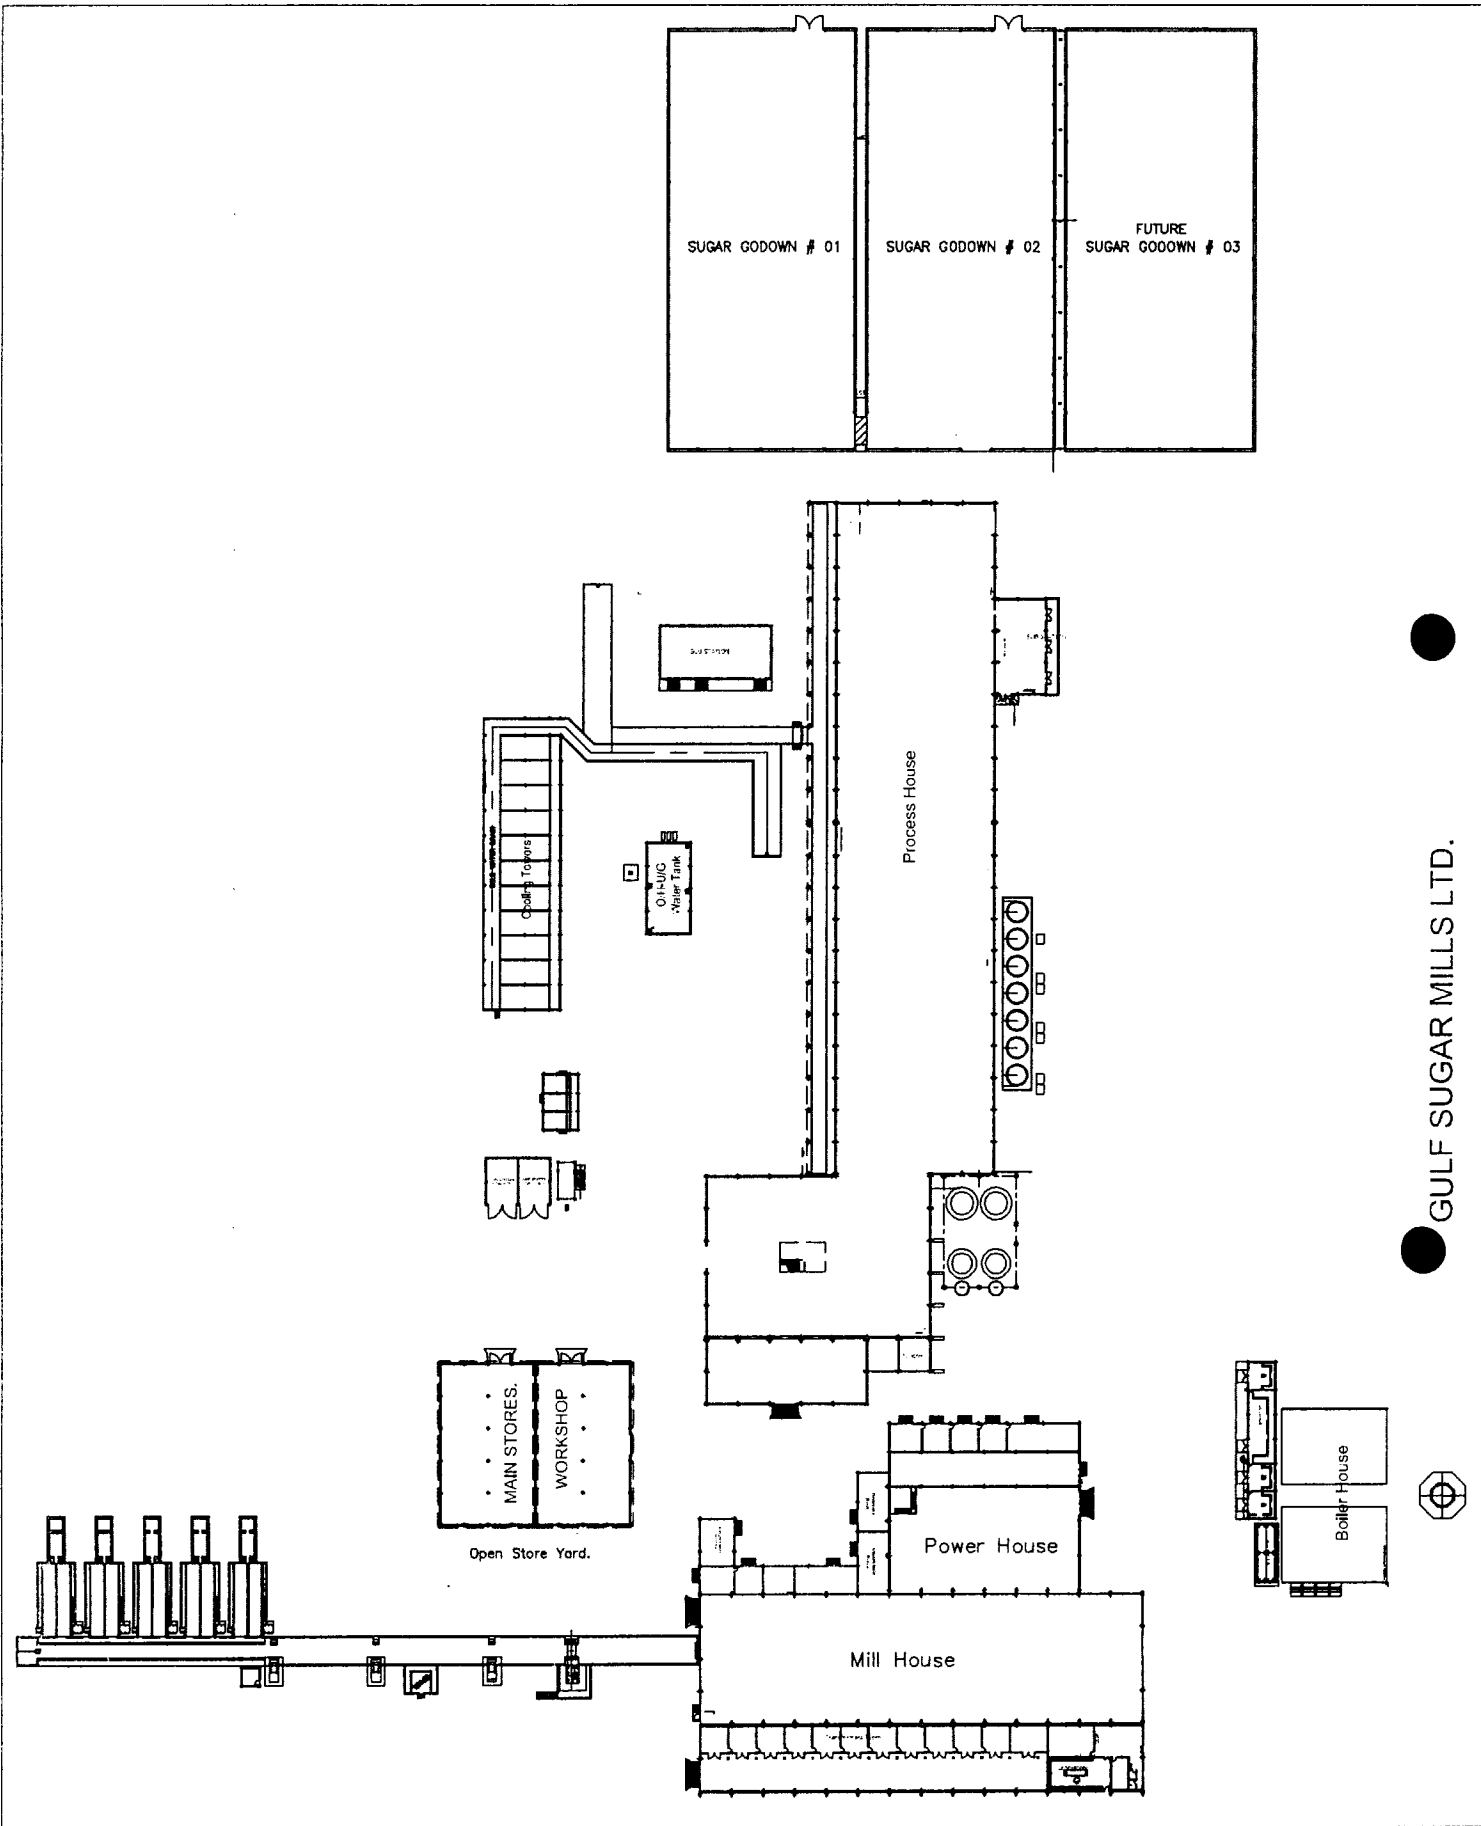 SUGAR GODOWN # 01
SUGAR GODOWN # 02
FUTURE
SUGAR GODOWN # 03
Process House
Cooling Towers
Water Tank
GULF SUGAR MILLS LTD.
MAIN STORES.
WORKSHOP
Open Store Yard.
Power House
Boiler House
Mill House